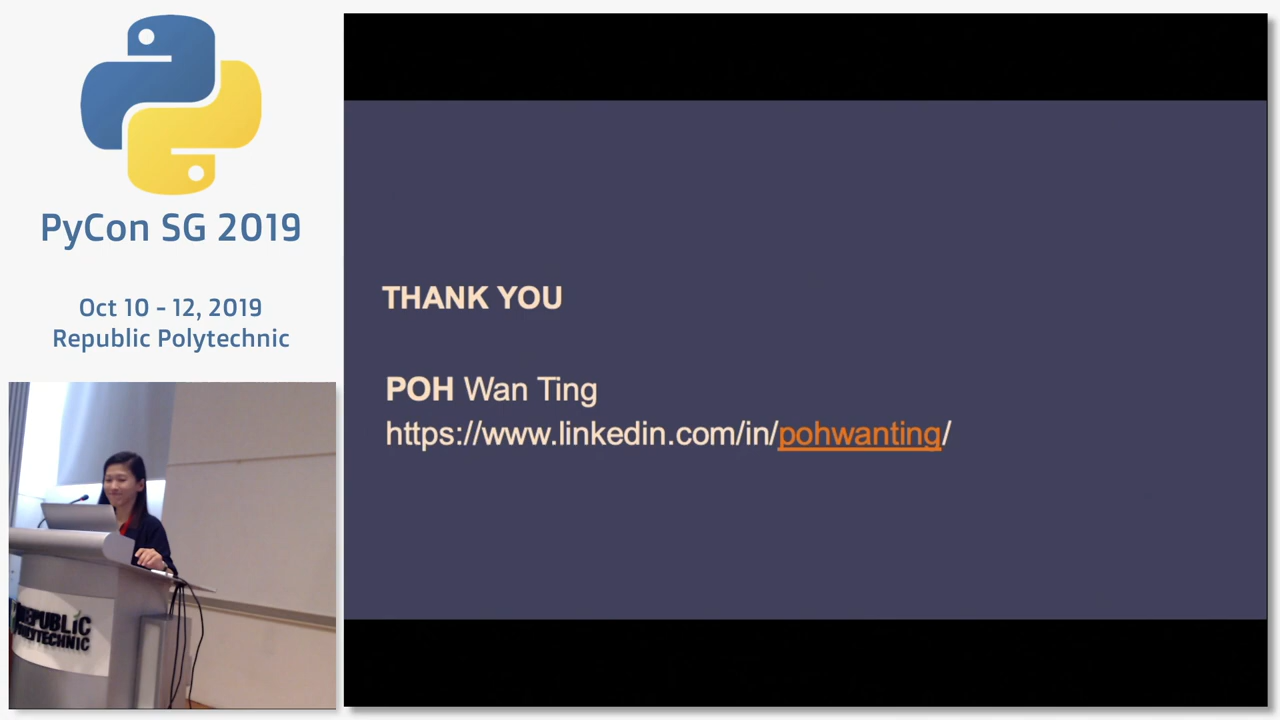 PyCon SG 2019
Oct 10 - 12, 2019
Republic Polytechnic
REPUBLIC
POLYTECHNIC
THANK YOU
POH Wan Ting
https://www.linkedin.com/in/pohwanting/